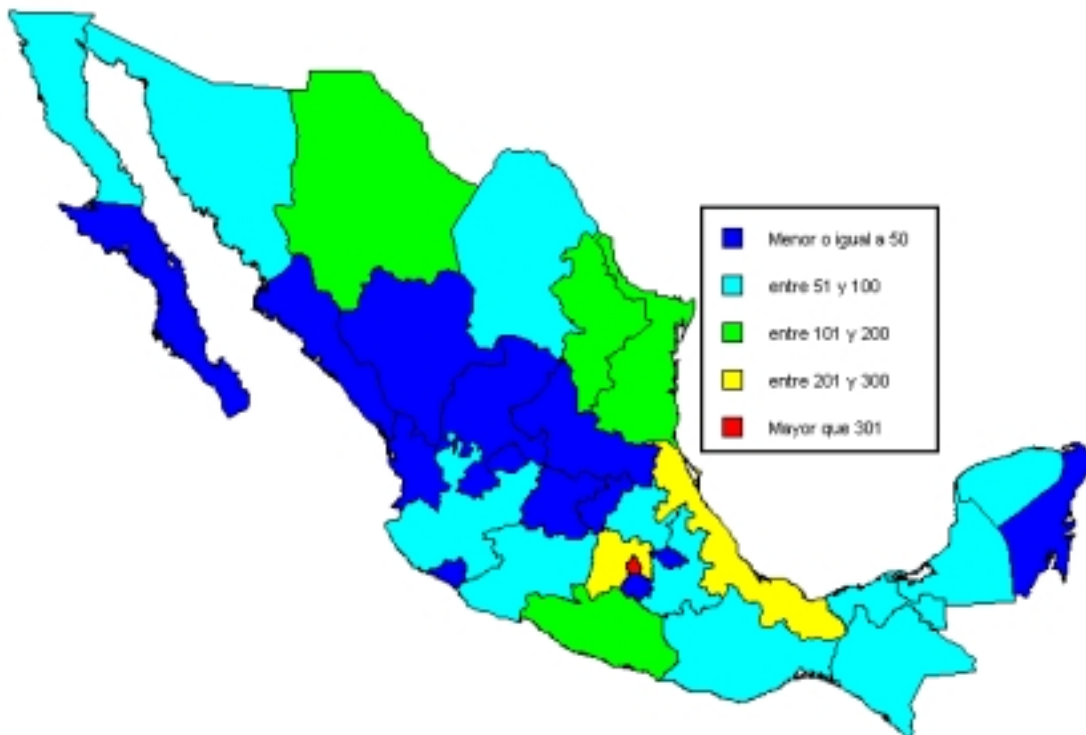 Menor o igual a 50
entre 51 y 100
entre 101 y 200
entre 201 y 300
Mayor que 301